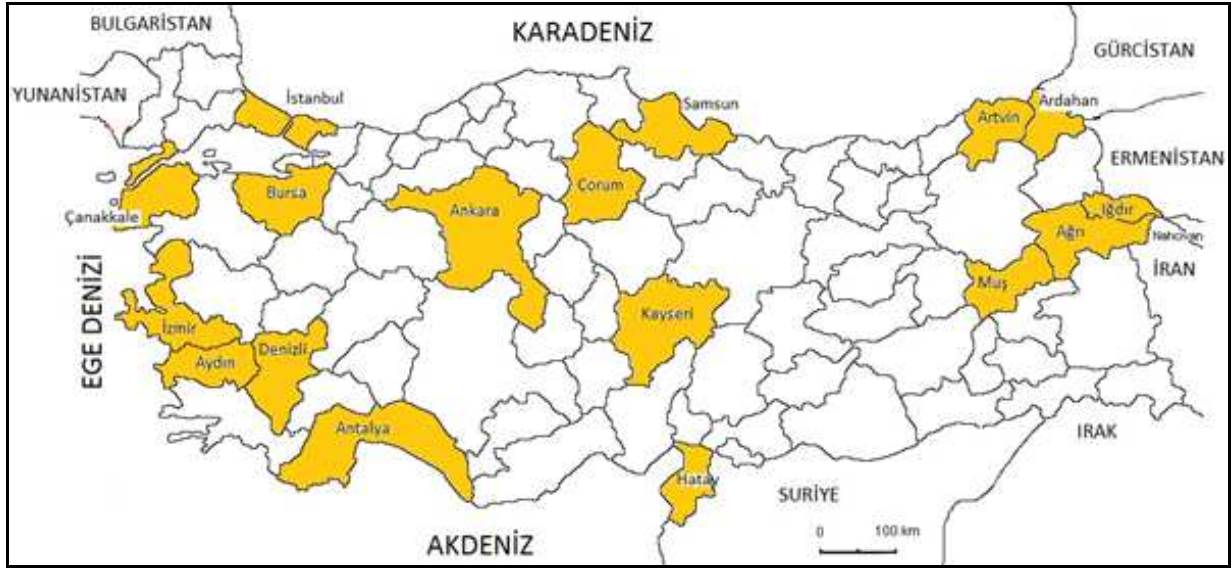 BULGARİSTAN
KARADENİZ
GÜRCİSTAN
YUNANİSTAN
İstanbul
Samsun
Ardahan
Artvin
ERMENİSTAN
Bursa
Çorum
Ankara
Iğdır
Çanakkale
Ağrı
Nahcivan
İRAN
Muş
EGE DENİZİ
Kayseri
İzmir
Denizli
Aydın
Antalya
IRAK
Hatay
SURİYE
0 100 km
AKDENİZ